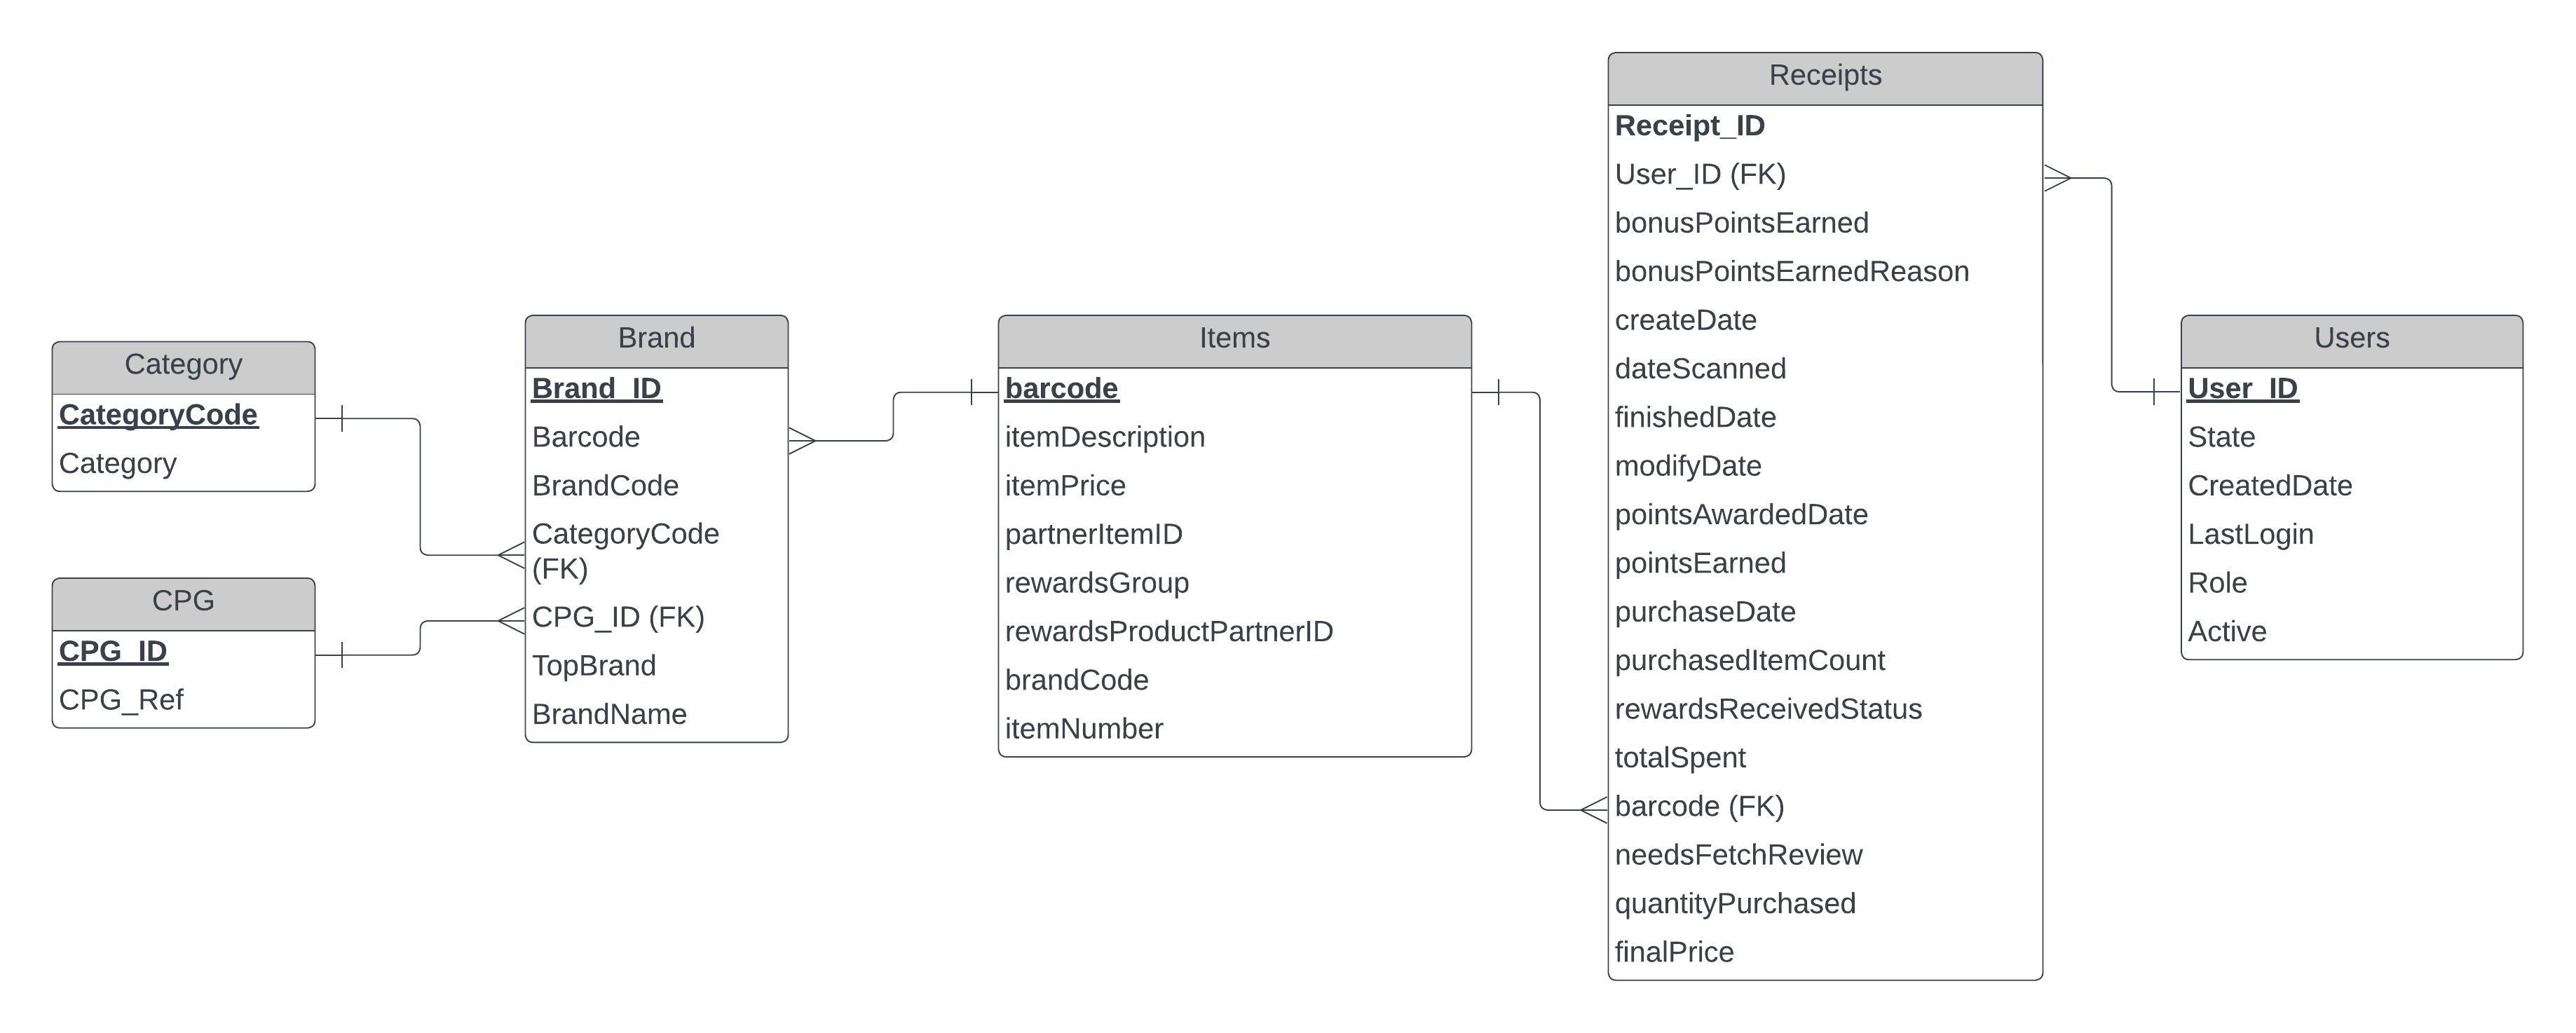 Category
CategoryCode
Category
CPG
CPG_ID
CPG_Ref
Brand
Brand_ID
Barcode
BrandCode
CategoryCode
(FK)
CPG_ID (FK)
TopBrand
BrandName
Items
barcode
itemDescription
itemPrice
partnerItemID
rewardsGroup
rewardsProductPartnerID
brandCode
itemNumber
Receipts
Receipt_ID
User_ID (FK)
bonusPointsEarned
bonusPointsEarnedReason
createDate
dateScanned
finishedDate
modifyDate
pointsAwardedDate
pointsEarned
purchaseDate
purchasedItemCount
rewardsReceivedStatus
totalSpent
barcode (FK)
needsFetchReview
quantityPurchased
finalPrice
Users
User_ID
State
CreatedDate
LastLogin
Role
Active